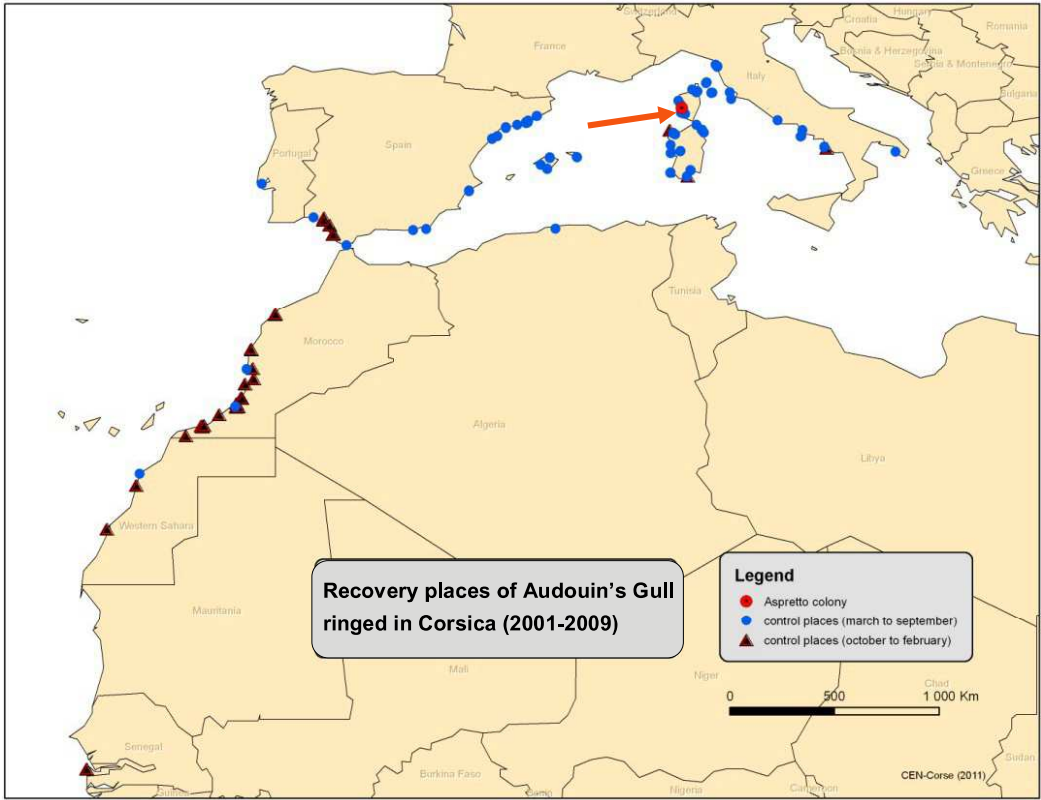 Switzerland
Hungary
Croatia
Romania
France
Bosnia & Herzegovina
Italy
Serbia & Montenegro
Bulgaria
Portugal
Spain
Greece
Tunisia
Morocco
Algeria
Libya
Western Sahara
Recovery places of Audouin’s Gull
ringed in Corsica (2001-2009)
Legend
Aspretto colony
control places (march to september)
control places (october to february)
Mauritania
Mali
Niger
Chad
0 500 1 000 Km
Senegal
Sudan
Burkina Faso
CEN-Corse (2011)
Guinea
Benin
Nigeria
Cameroon